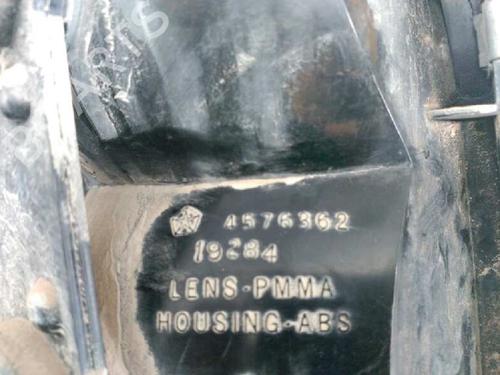 4576362
19284
LENS-PMMA
HOUSING-ABS